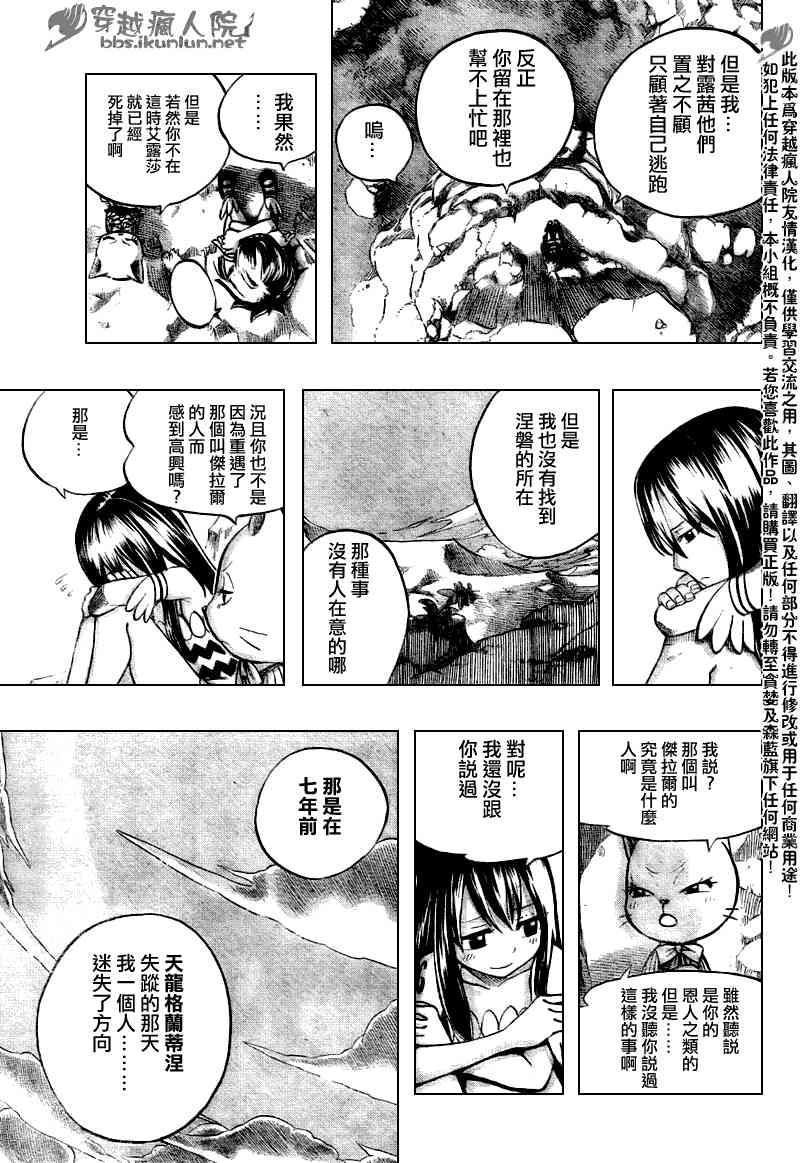 穿越瘋人院
bbs.ikunlun.net
此版本爲穿越瘋人院友情漢化，僅供學習交流之用，其圖、翻譯以及任何部分不得進行修改或用于任何商業用途！
如犯上任何法律責任，本小組概不負責。若您喜歡此作品，請購買正版！請勿轉至貪婪及森藍旗下任何網站！
但是我…
對露茜他們
置之不顧
只顧著自己逃跑
反正
你留在那裡也
幫不上忙吧
嗚…
我果然
……
但是
若然你不在
這時艾露莎
就已經
死掉了啊
但是
我也沒有找到
涅磐的所在
那種事
沒有人在意的哪
況且你也不是
因為重遇了
那個叫傑拉爾
的人而
感到高興嗎？
那是…
我說？
那個叫
傑拉爾的
究竟是什麼
人啊
雖然聽說
是你的
恩人之類的
但是……
我沒聽你說過
這樣的事啊
對呢…
我還沒跟
你說過
那是在
七年前
天龍格蘭蒂涅
失蹤的那天
我一個人………
迷失了方向